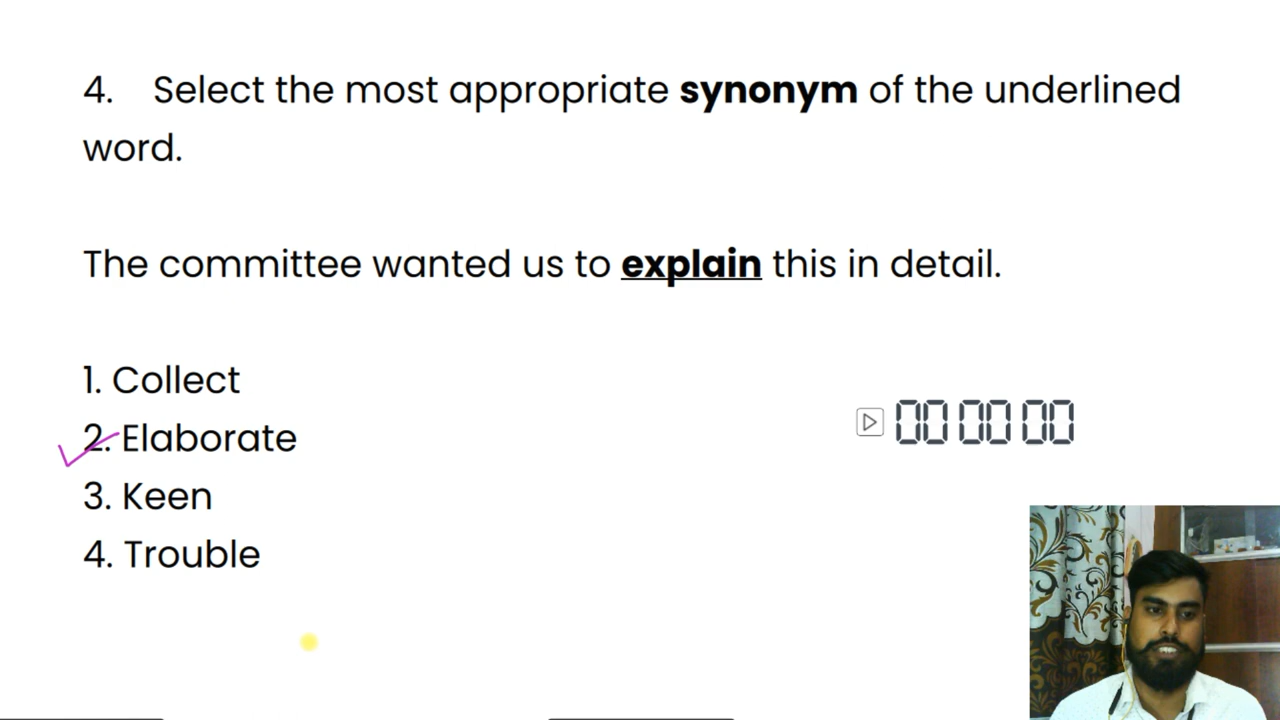 4. Select the most appropriate synonym of the underlined
word.
The committee wanted us to explain this in detail.
1. Collect
2. Elaborate
3. Keen
4. Trouble
00 00 00